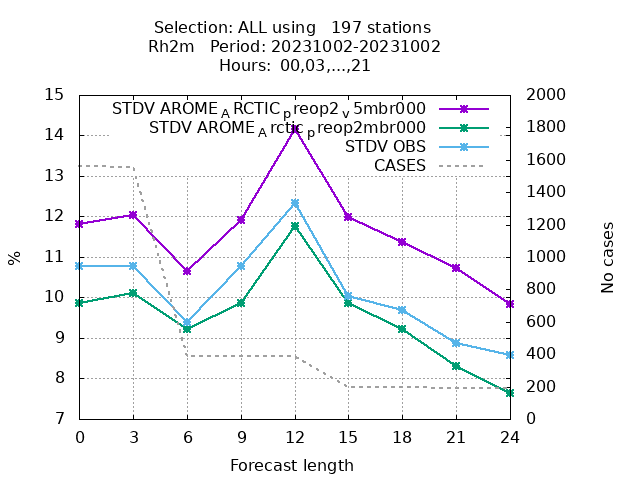 Selection: ALL using   197 stations
Rh2m   Period: 20231002-20231002
Hours:  00,03,...,21
STDV AROME_ARCTIC_preop2_v5mbr000
STDV AROME_Arctic_preop2mbr000
STDV OBS
CASES
15
14
13
12
11
10
9
8
7
%
2000
1800
1600
1400
1200
1000
800
600
400
200
0
No cases
0 3 6 9 12 15 18 21 24
Forecast length